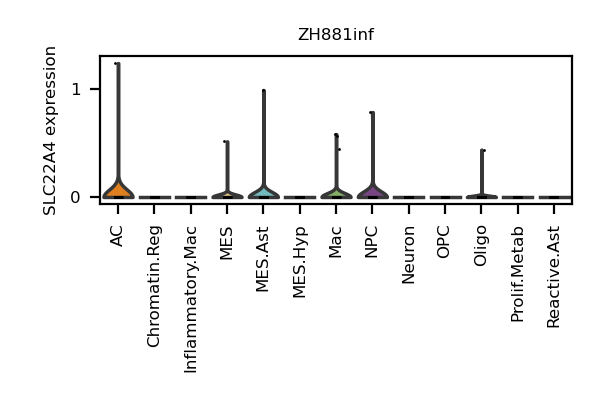 ZH881inf
SLC22A4 expression
1
0
AC
Chromatin.Reg
Inflammatory.Mac
MES
MES.Ast
MES.Hyp
Mac
NPC
Neuron
OPC
Oligo
Prolif.Metab
Reactive.Ast